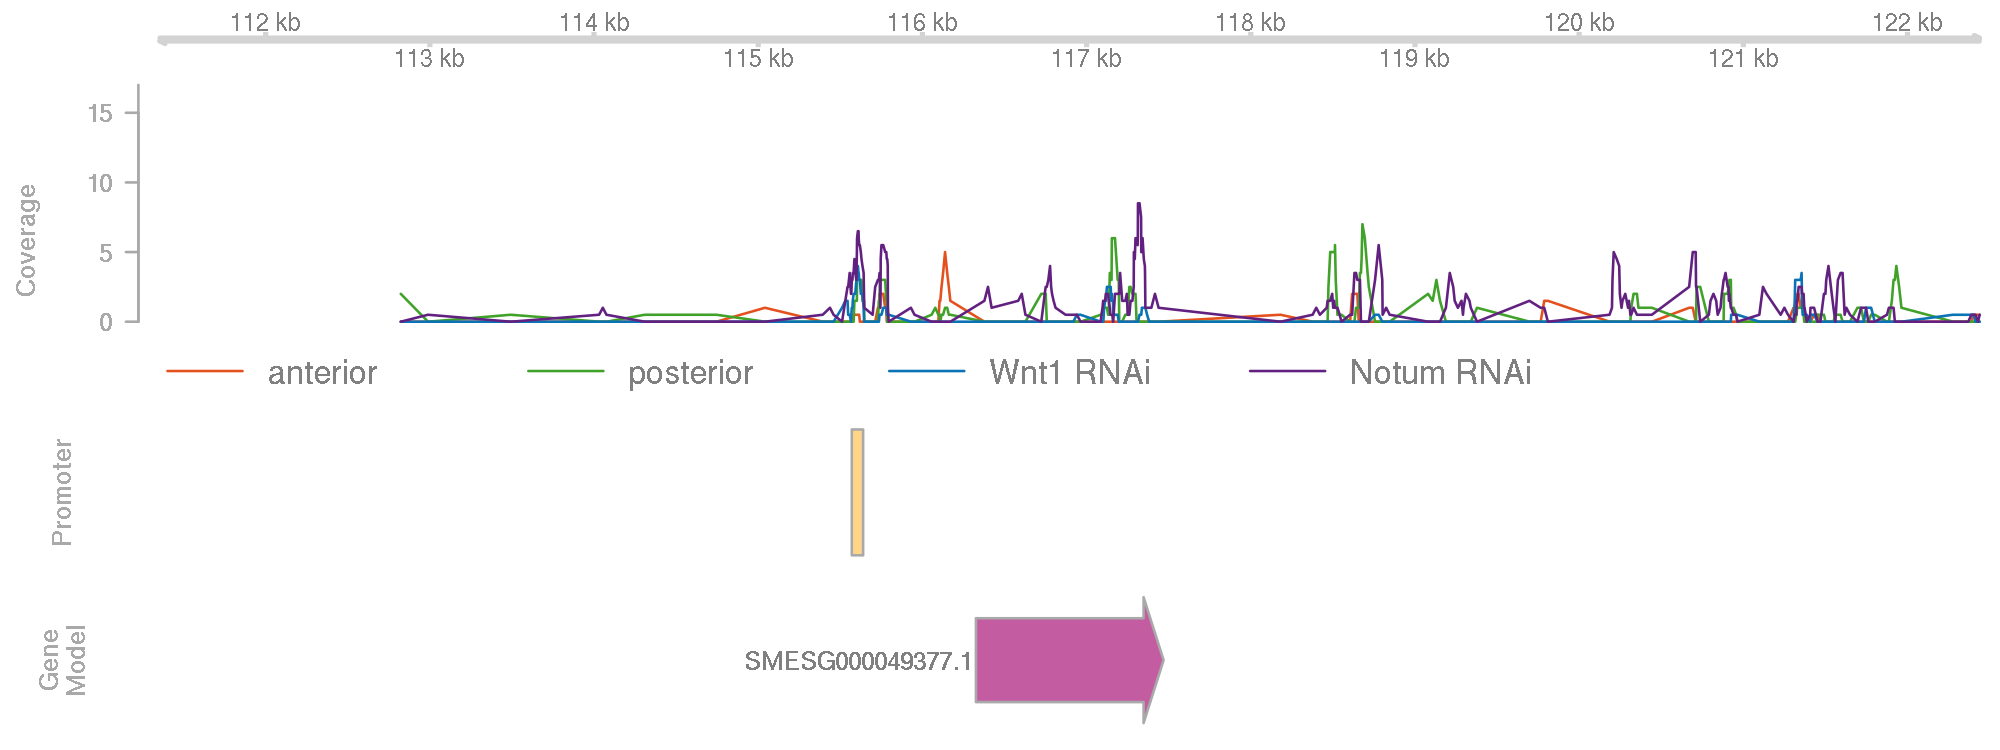 112 kb 114 kb 116 kb 118 kb 120 kb 122 kb
113 kb 115 kb 117 kb 119 kb 121 kb
Coverage
15
10
5
0
anterior posterior Wnt1 RNAi Notum RNAi
Promoter
Gene
Model
SMESG000049377.1